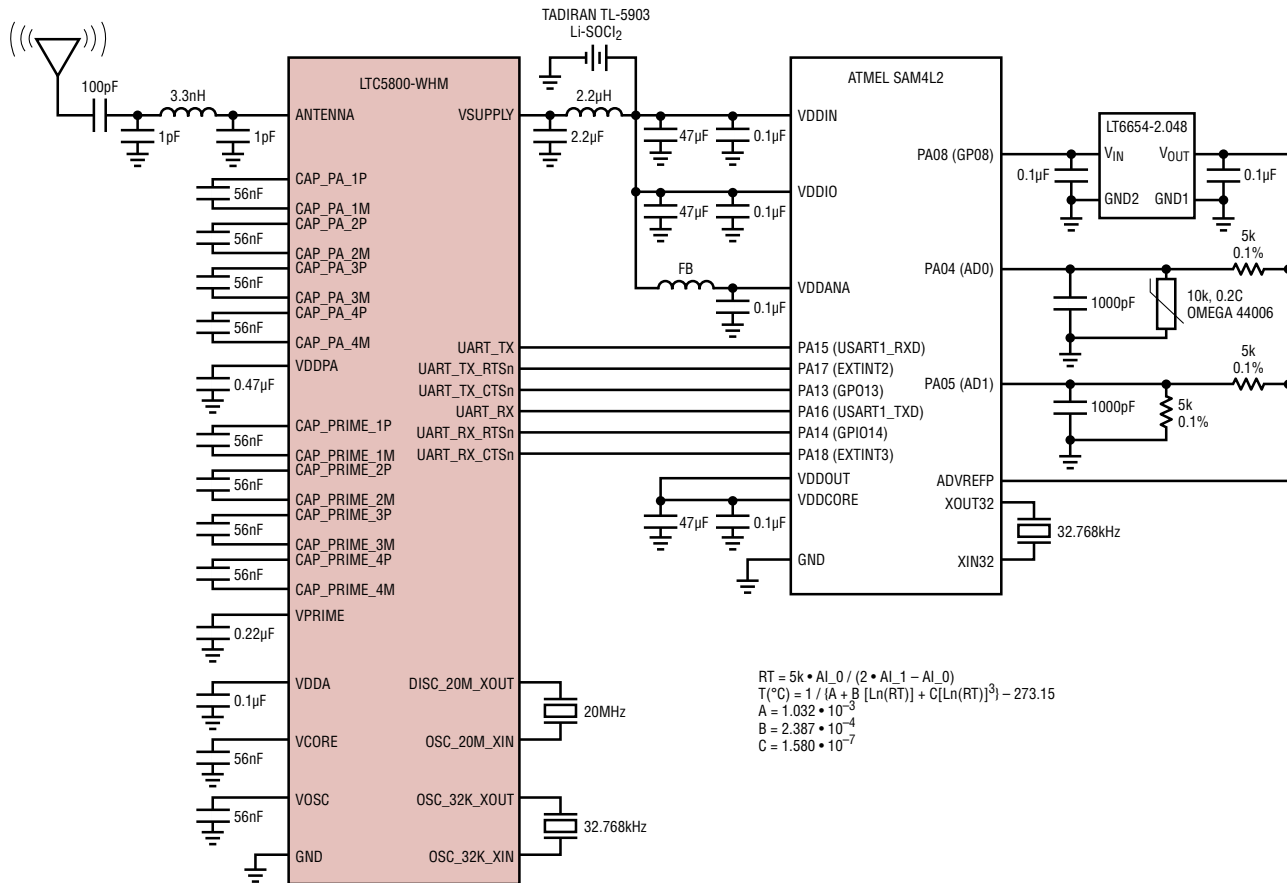 TADIRAN TL-5903
Li-SOCl2
LTC5800-WHM
ATMEL SAM4L2
LT6654-2.048
100pF
3.3nH
1pF
1pF
ANTENNA
VSUPPLY
2.2µH
2.2µF
47µF
0.1µF
VDDIN
PA08 (GP08)
0.1µF
VIN
VOUT
GND2
GND1
0.1µF
CAP_PA_1P
56nF
CAP_PA_1M
CAP_PA_2P
56nF
CAP_PA_2M
CAP_PA_3P
56nF
CAP_PA_3M
CAP_PA_4P
56nF
CAP_PA_4M
VDDPA
0.47µF
CAP_PRIME_1P
56nF
CAP_PRIME_1M
CAP_PRIME_2P
56nF
CAP_PRIME_2M
CAP_PRIME_3P
56nF
CAP_PRIME_3M
CAP_PRIME_4P
56nF
CAP_PRIME_4M
VPRIME
0.22µF
VDDA
0.1µF
VCORE
56nF
VOSC
56nF
GND
47µF
0.1µF
VDDIO
FB
0.1µF
VDDANA
UART_TX
UART_TX_RTSn
UART_TX_CTSn
UART_RX
UART_RX_RTSn
UART_RX_CTSn
PA15 (USART1_RXD)
PA17 (EXTINT2)
PA13 (GPO13)
PA16 (USART1_TXD)
PA14 (GPIO14)
PA18 (EXTINT3)
VDDOUT
VDDCORE
47µF
0.1µF
GND
PA04 (AD0)
1000pF
10k, 0.2C
OMEGA 44006
5k
0.1%
PA05 (AD1)
1000pF
5k
0.1%
5k
0.1%
ADVREFP
XOUT32
32.768kHz
XIN32
DISC_20M_XOUT
20MHz
OSC_20M_XIN
OSC_32K_XOUT
32.768kHz
OSC_32K_XIN
RT = 5k • AI_0 / (2 • AI_1 – AI_0)
T(°C) = 1 / {A + B [Ln(RT)] + C[Ln(RT)]³} – 273.15
A = 1.032 • 10⁻³
B = 2.387 • 10⁻⁴
C = 1.580 • 10⁻⁷